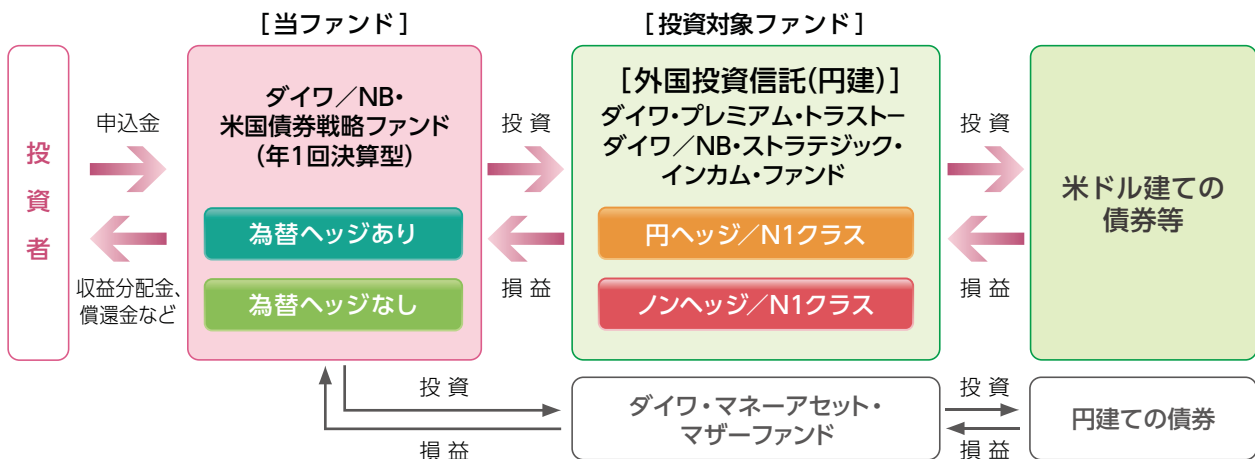 [当ファンド]
[投資対象ファンド]
投資者
申込金
収益分配金、
償還金など
ダイワ／NB・
米国債券戦略ファンド
（年1回決算型）
為替ヘッジあり
為替ヘッジなし
投資
損益
[外国投資信託(円建)]
ダイワ・プレミアム・トラストー
ダイワ／NB・ストラテジック・
インカム・ファンド
円ヘッジ／N1クラス
ノンヘッジ／N1クラス
投資
損益
米ドル建ての
債券等
投資
損益
ダイワ・マネーアセット・
マザーファンド
投資
損益
円建ての債券